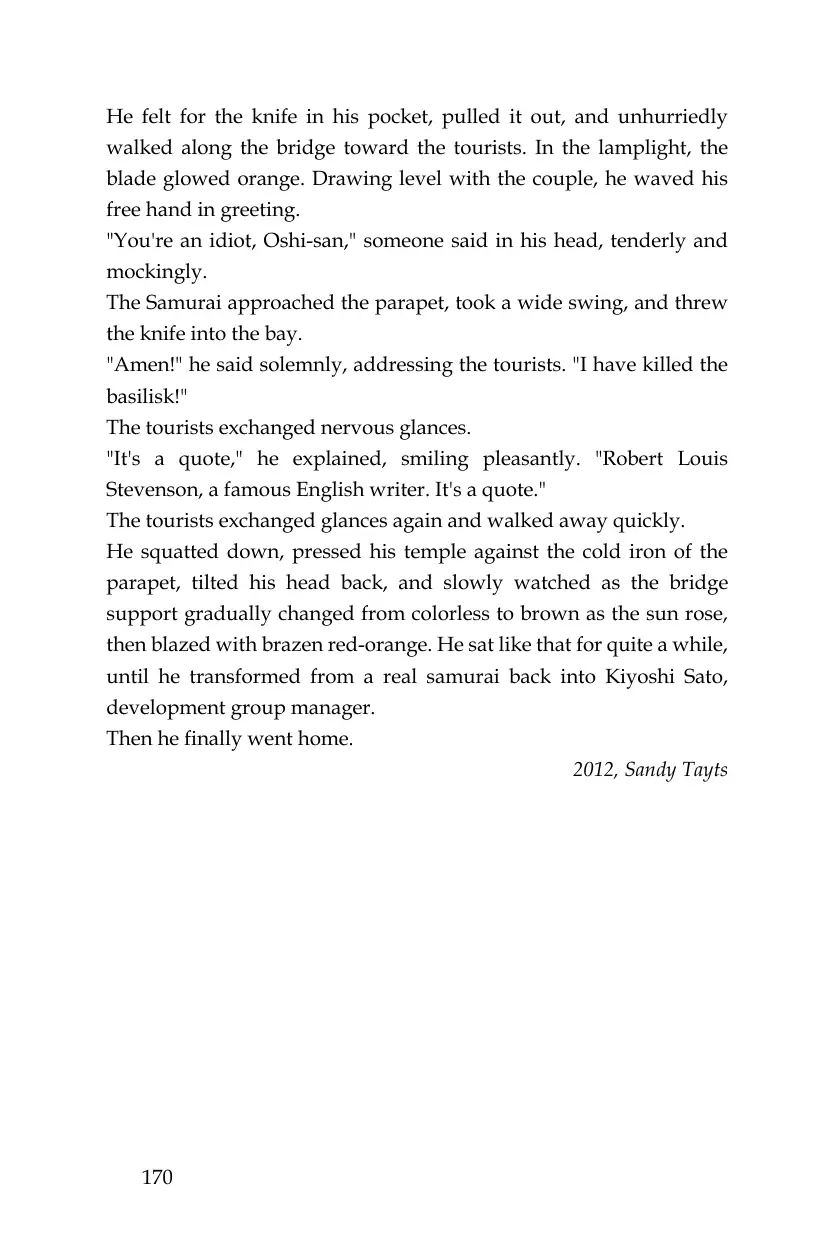 He felt for the knife in his pocket, pulled it out, and unhurriedly
walked along the bridge toward the tourists. In the lamplight, the
blade glowed orange. Drawing level with the couple, he waved his
free hand in greeting.
"You're an idiot, Oshi-san," someone said in his head, tenderly and
mockingly.
The Samurai approached the parapet, took a wide swing, and threw
the knife into the bay.
"Amen!" he said solemnly, addressing the tourists. "I have killed the
basilisk!"
The tourists exchanged nervous glances.
"It's a quote," he explained, smiling pleasantly. "Robert Louis
Stevenson, a famous English writer. It's a quote."
The tourists exchanged glances again and walked away quickly.
He squatted down, pressed his temple against the cold iron of the
parapet, tilted his head back, and slowly watched as the bridge
support gradually changed from colorless to brown as the sun rose,
then blazed with brazen red-orange. He sat like that for quite a while,
until he transformed from a real samurai back into Kiyoshi Sato,
development group manager.
Then he finally went home.
2012, Sandy Tayts
170